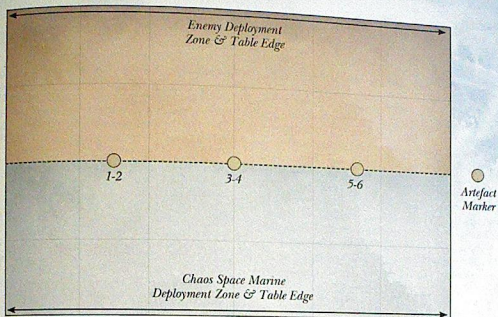 Enemy Deployment
Zone & Table Edge
1-2
3-4
5-6
Artefact
Marker
Chaos Space Marine
Deployment Zone & Table Edge